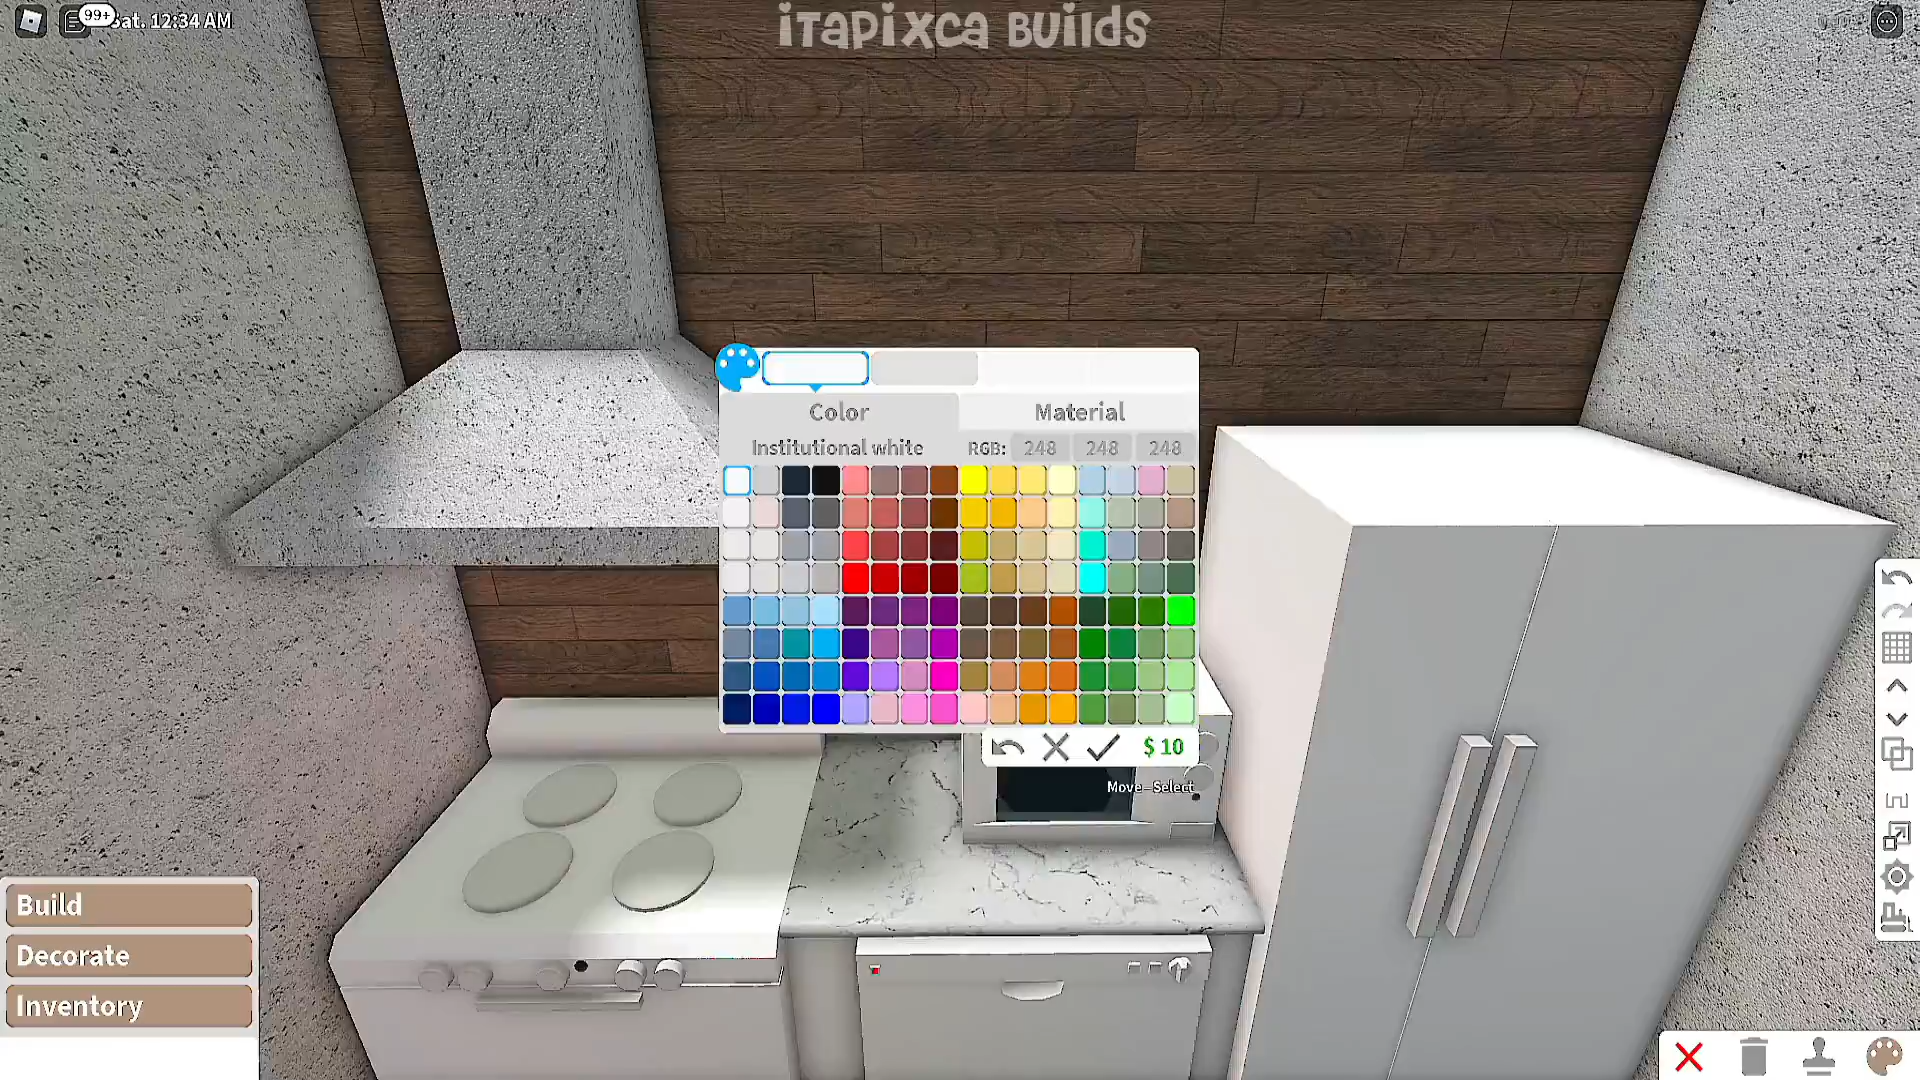 99+
Sat. 12:34 AM
iTapixca Builds
Color
Material
Institutional white
RGB: 248 248 248
$ 10
Move–Select
Build
Decorate
Inventory